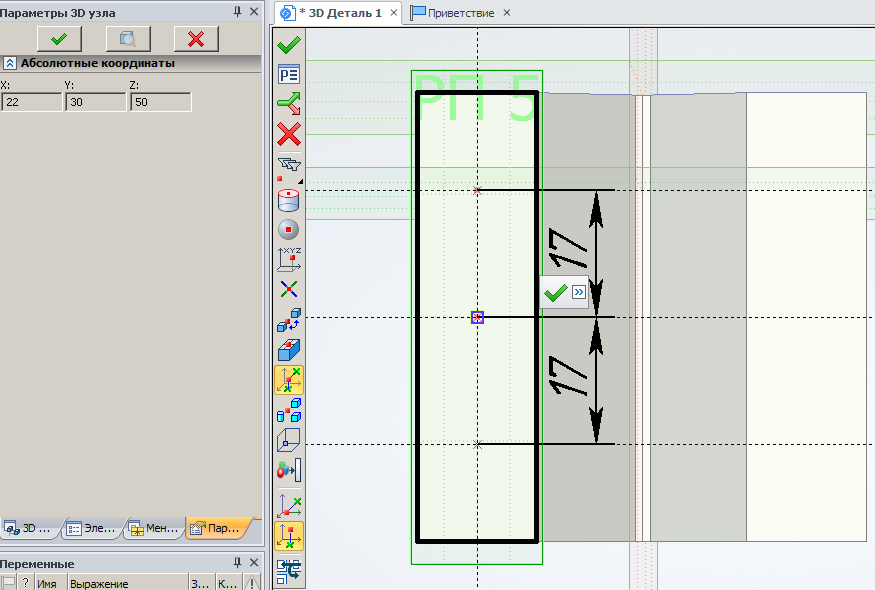 Параметры 3D узла
* 3D Деталь 1
Приветствие
Абсолютные координаты
X:
Y:
Z:
22
30
50
РП 5
XYZ
17
17
3D ...
Эле...
Мен...
Пар...
Переменные
?
Имя
Выражение
З...
К...
!